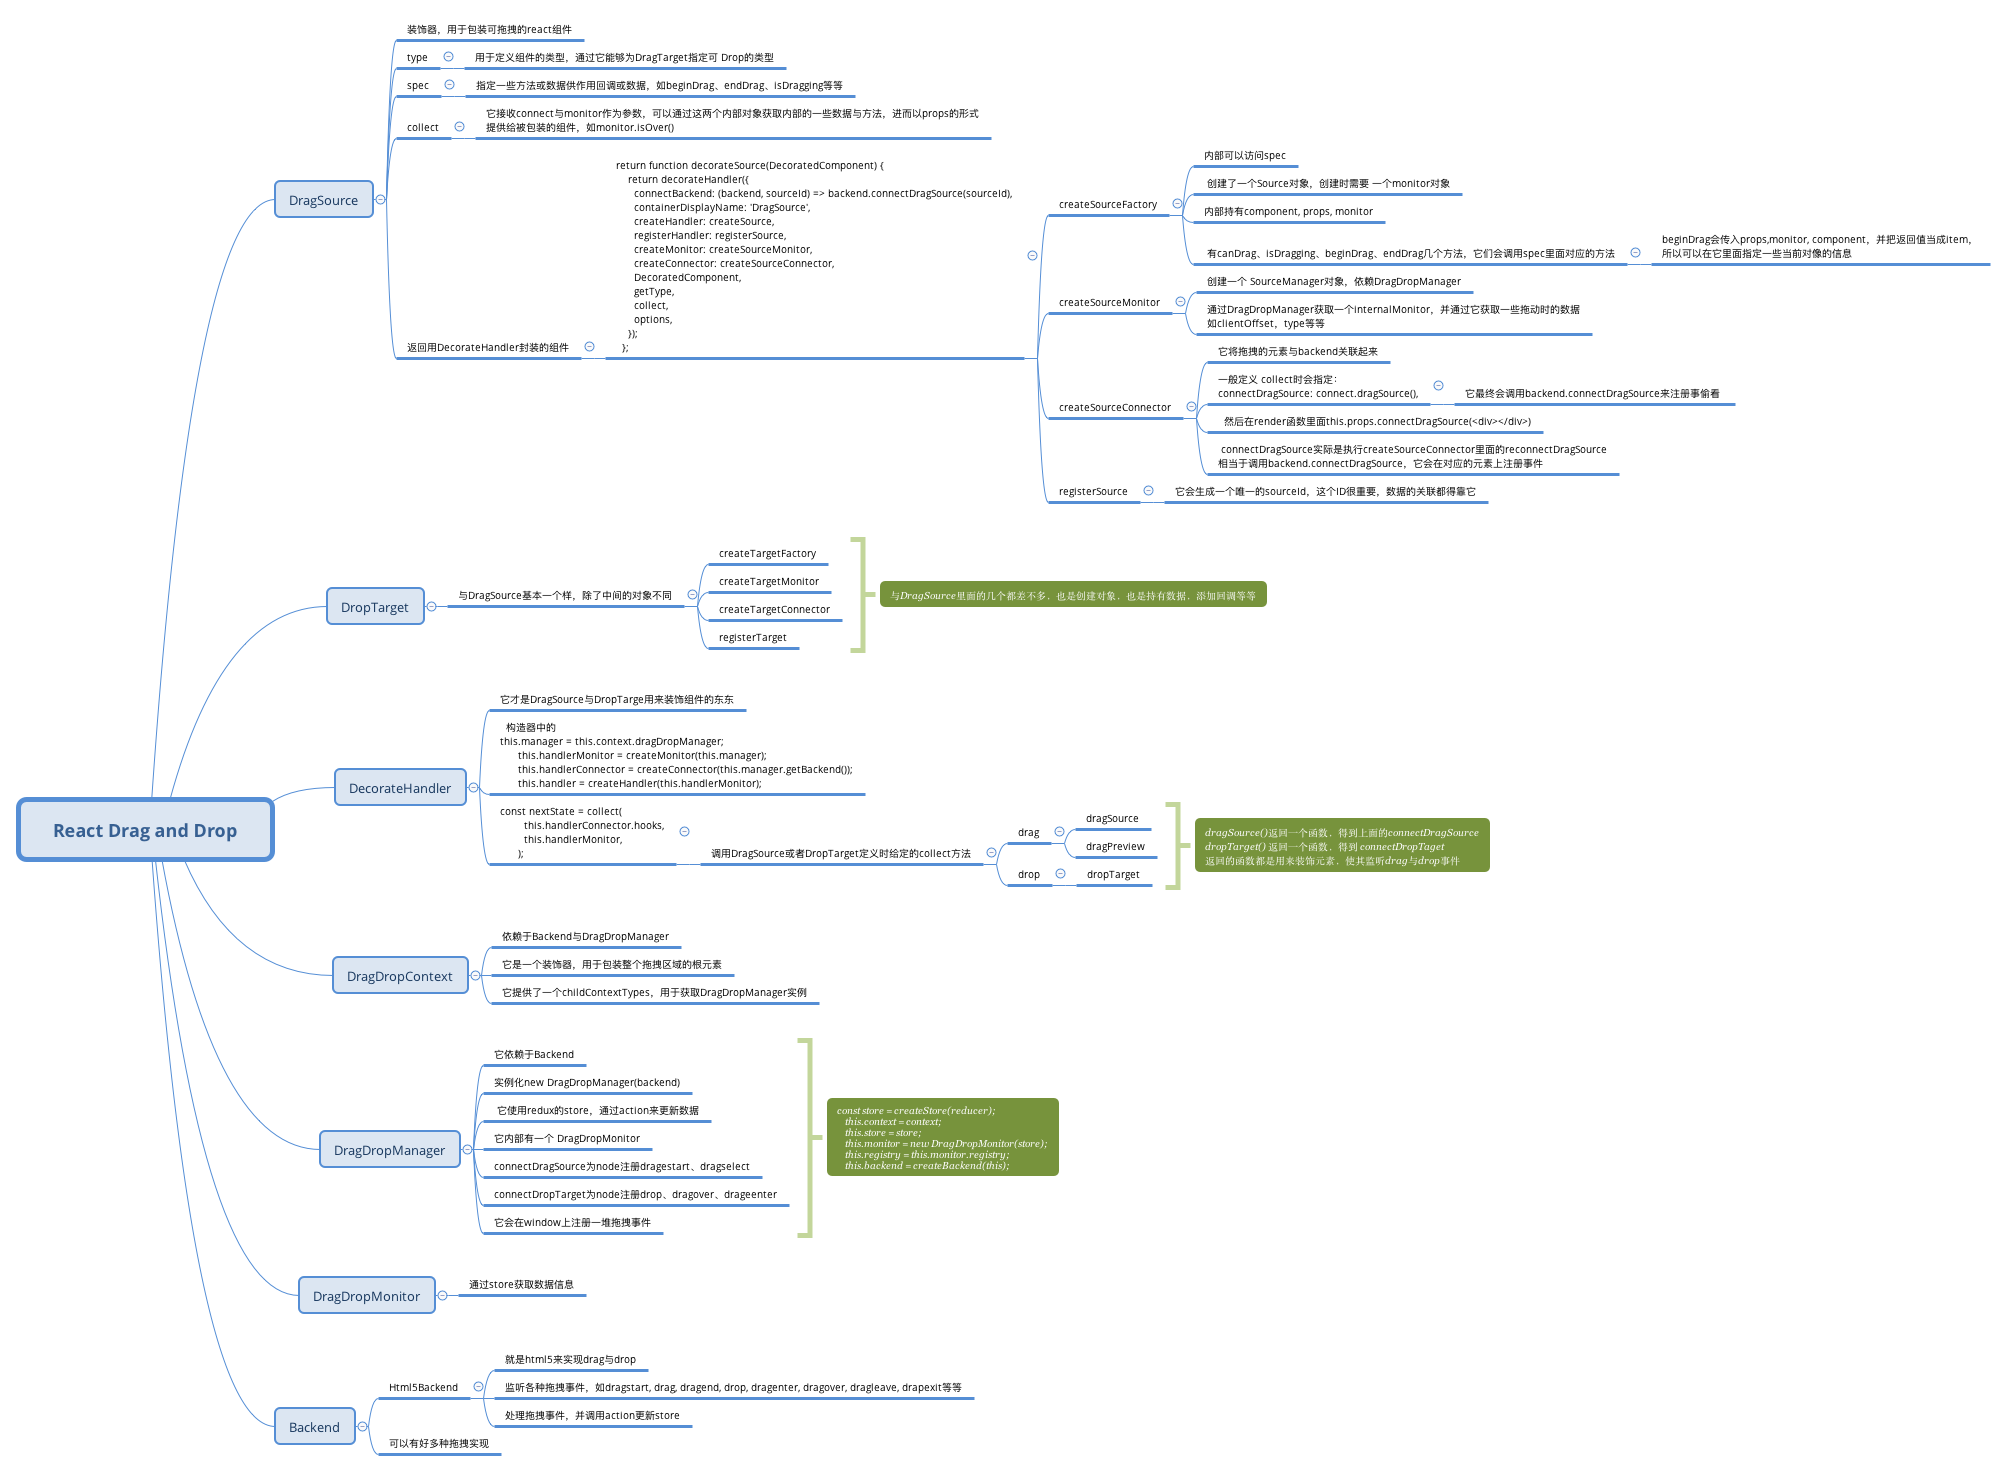 React Drag and Drop
DragSource
装饰器，用于包装可拖拽的react组件
type
用于定义组件的类型，通过它能够为DragTarget指定可 Drop的类型
spec
指定一些方法或数据供作用回调或数据，如beginDrag、endDrag、isDragging等等
collect
它接收connect与monitor作为参数，可以通过这两个内部对象获取内部的一些数据与方法，进而以props的形式
提供给被包装的组件，如monitor.isOver()
返回用DecorateHandler封装的组件
return function decorateSource(DecoratedComponent) {
return decorateHandler({
connectBackend: (backend, sourceId) => backend.connectDragSource(sourceId),
containerDisplayName: 'DragSource',
createHandler: createSource,
registerHandler: registerSource,
createMonitor: createSourceMonitor,
createConnector: createSourceConnector,
DecoratedComponent,
getType,
collect,
options,
});
};
createSourceFactory
内部可以访问spec
创建了一个Source对象，创建时需要 一个monitor对象
内部持有component, props, monitor
有canDrag、isDragging、beginDrag、endDrag几个方法，它们会调用spec里面对应的方法
beginDrag会传入props,monitor, component，并把返回值当成item,
所以可以在它里面指定一些当前对像的信息
createSourceMonitor
创建一个 SourceManager对象，依赖DragDropManager
通过DragDropManager获取一个internalMonitor，并通过它获取一些拖动时的数据
如clientOffset，type等等
createSourceConnector
它将拖拽的元素与backend关联起来
一般定义 collect时会指定：
connectDragSource: connect.dragSource(),
它最终会调用backend.connectDragSource来注册事偷看
然后在render函数里面this.props.connectDragSource(<div></div>)
connectDragSource实际是执行createSourceConnector里面的reconnectDragSource
相当于调用backend.connectDragSource，它会在对应的元素上注册事件
registerSource
它会生成一个唯一的sourceId，这个ID很重要，数据的关联都得靠它
DropTarget
与DragSource基本一个样，除了中间的对象不同
createTargetFactory
createTargetMonitor
createTargetConnector
registerTarget
与DragSource里面的几个都差不多，也是创建对象，也是持有数据，添加回调等等
DecorateHandler
它才是DragSource与DropTarge用来装饰组件的东东
构造器中的
this.manager = this.context.dragDropManager;
this.handlerMonitor = createMonitor(this.manager);
this.handlerConnector = createConnector(this.manager.getBackend());
this.handler = createHandler(this.handlerMonitor);
const nextState = collect(
this.handlerConnector.hooks,
this.handlerMonitor,
);
调用DragSource或者DropTarget定义时给定的collect方法
drag
dragSource
dragPreview
drop
dropTarget
dragSource()返回一个函数，得到上面的connectDragSource
dropTarget() 返回一个函数，得到 connectDropTaget
返回的函数都是用来装饰元素，使其监听drag与drop事件
DragDropContext
依赖于Backend与DragDropManager
它是一个装饰器，用于包装整个拖拽区域的根元素
它提供了一个childContextTypes，用于获取DragDropManager实例
DragDropManager
它依赖于Backend
实例化new DragDropManager(backend)
它使用redux的store，通过action来更新数据
它内部有一个 DragDropMonitor
connectDragSource为node注册dragestart、dragselect
connectDropTarget为node注册drop、dragover、drageenter
它会在window上注册一堆拖拽事件
const store = createStore(reducer);
this.context = context;
this.store = store;
this.monitor = new DragDropMonitor(store);
this.registry = this.monitor.registry;
this.backend = createBackend(this);
DragDropMonitor
通过store获取数据信息
Backend
Html5Backend
就是html5来实现drag与drop
监听各种拖拽事件，如dragstart, drag, dragend, drop, dragenter, dragover, dragleave, drapexit等等
处理拖拽事件，并调用action更新store
可以有好多种拖拽实现